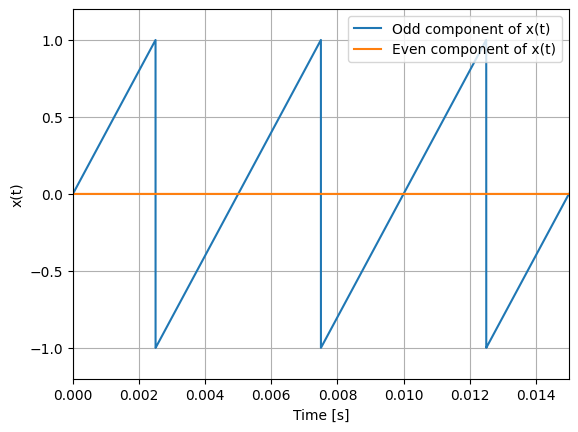 Odd component of x(t)
Even component of x(t)
1.0
0.5
0.0
−0.5
−1.0
x(t)
0.000 0.002 0.004 0.006 0.008 0.010 0.012 0.014
Time [s]